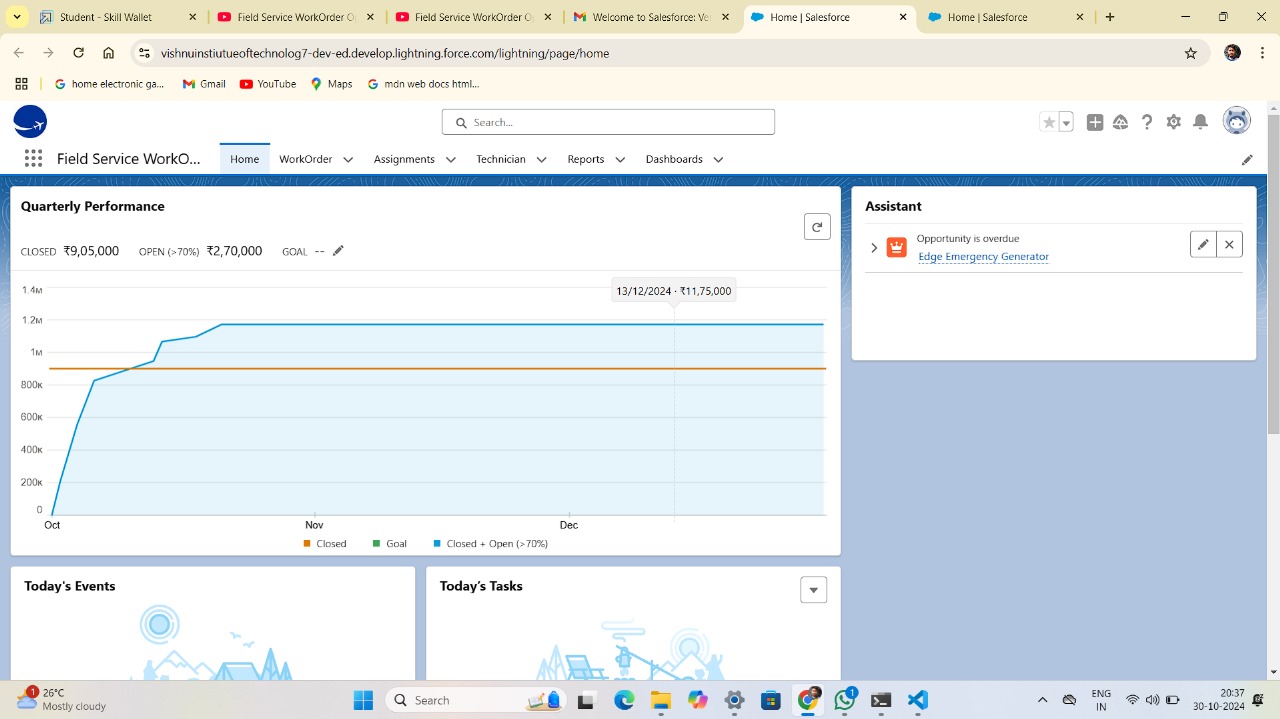 Student - Skill Wallet
Field Service WorkOrder O
Field Service WorkOrder O
Welcome to Salesforce: Ve
Home | Salesforce
vishnuinstituteoftechnolog7-dev-ed.develop.lightning.force.com/lightning/page/home
home electronic ga...
Gmail
YouTube
Maps
mdn web docs html...
Search...
Field Service WorkO...
Home
WorkOrder
Assignments
Technician
Reports
Dashboards
Quarterly Performance
CLOSED ₹9,05,000 OPEN (>70%) ₹2,70,000 GOAL --
13/12/2024 · ₹11,75,000
1.4M
1.2M
1M
800K
600K
400K
200K
0
Oct Nov Dec
Closed Goal Closed + Open (>70%)
Assistant
Opportunity is overdue
Edge Emergency Generator
Today's Events
Today's Tasks
1
26°C
Mostly cloudy
Search
1
ENG
IN
20:37
30-10-2024